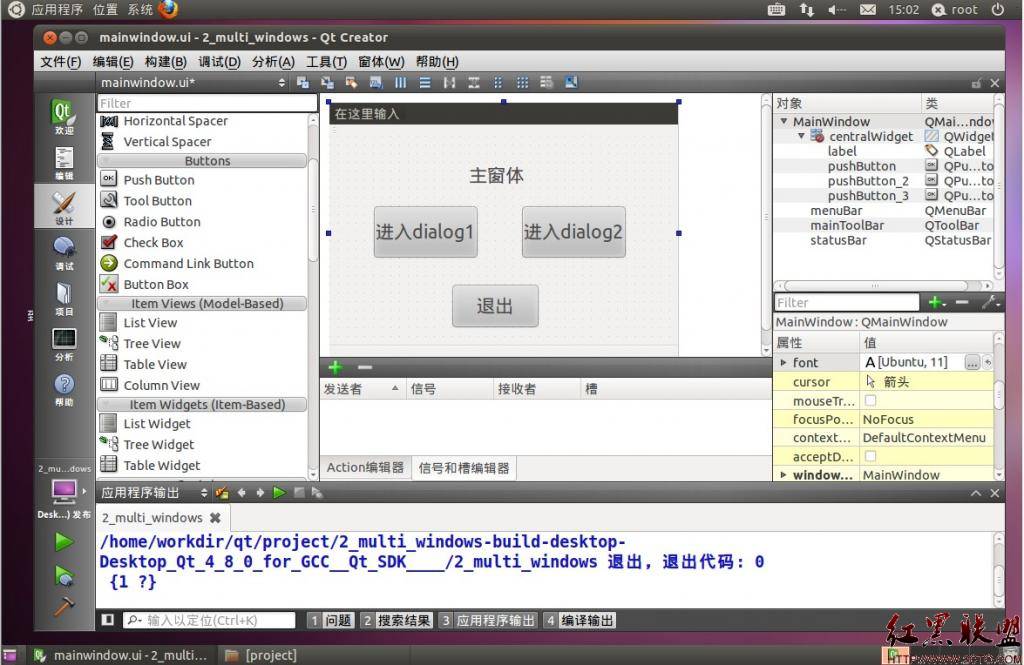 应用程序 位置 系统 15:02 root
mainwindow.ui - 2_multi_windows - Qt Creator
文件(F) 编辑(E) 构建(B) 调试(D) 分析(A) 工具(T) 窗体(W) 帮助(H)
mainwindow.ui*
Qt
欢迎
编辑
设计
调试
项目
分析
帮助
2_mu...dows
Desk...) 发布
Filter
Horizontal Spacer
Vertical Spacer
Buttons
Push Button
Tool Button
Radio Button
Check Box
Command Link Button
Button Box
Item Views (Model-Based)
List View
Tree View
Table View
Column View
Item Widgets (Item-Based)
List Widget
Tree Widget
Table Widget
在这里输入
主窗体
进入dialog1 进入dialog2
退出
发送者 信号 接收者 槽
Action编辑器 信号和槽编辑器
对象 类
MainWindow QMai...ndov
centralWidget QWidget
label QLabel
pushButton QPu...to
pushButton_2 QPu...to
pushButton_3 QPu...to
menuBar QMenuBar
mainToolBar QToolBar
statusBar QStatusBar
Filter
MainWindow : QMainWindow
属性 值
font A [Ubuntu, 11] ...
cursor 箭头
mouseTr...
focusPo... NoFocus
context... DefaultContextMenu
acceptD...
window... MainWindow
应用程序输出
2_multi_windows
/home/workdir/qt/project/2_multi_windows-build-desktop-
Desktop_Qt_4_8_0_for_GCC__Qt_SDK____/2_multi_windows 退出，退出代码: 0
{1 ?}
输入以定位(Ctrl+K) 1 问题 2 搜索结果 3 应用程序输出 4 编译输出
mainwindow.ui - 2_multi... [project]
红黑联盟